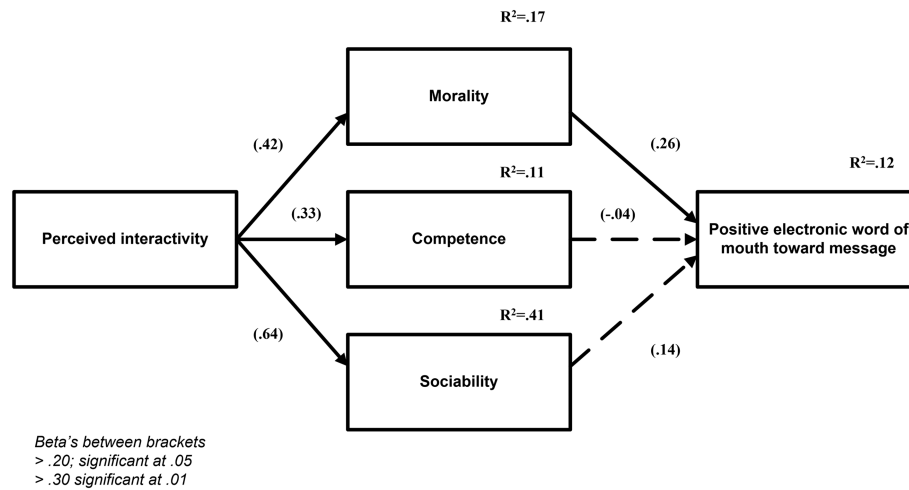 R²=.17
Morality
(.42)
(.26)
R²=.11
R²=.12
Perceived interactivity
(.33)
Competence
(-.04)
Positive electronic word of
mouth toward message
R²=.41
(.64)
(.14)
Sociability
Beta's between brackets
> .20; significant at .05
> .30 significant at .01